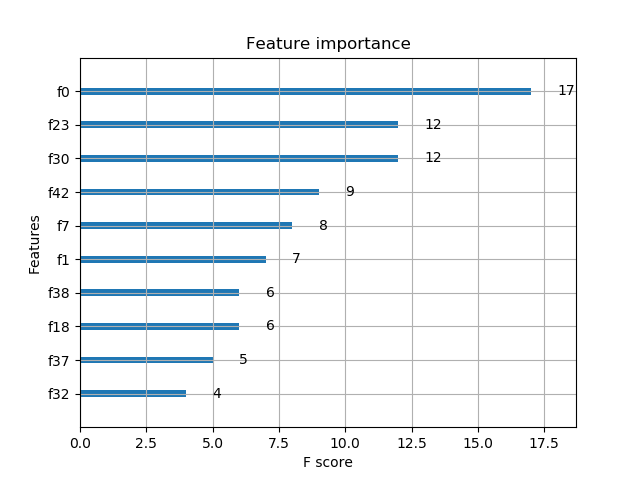 Feature importance
Features
f0 17
f23 12
f30 12
f42 9
f7 8
f1 7
f38 6
f18 6
f37 5
f32 4
0.0 2.5 5.0 7.5 10.0 12.5 15.0 17.5
F score